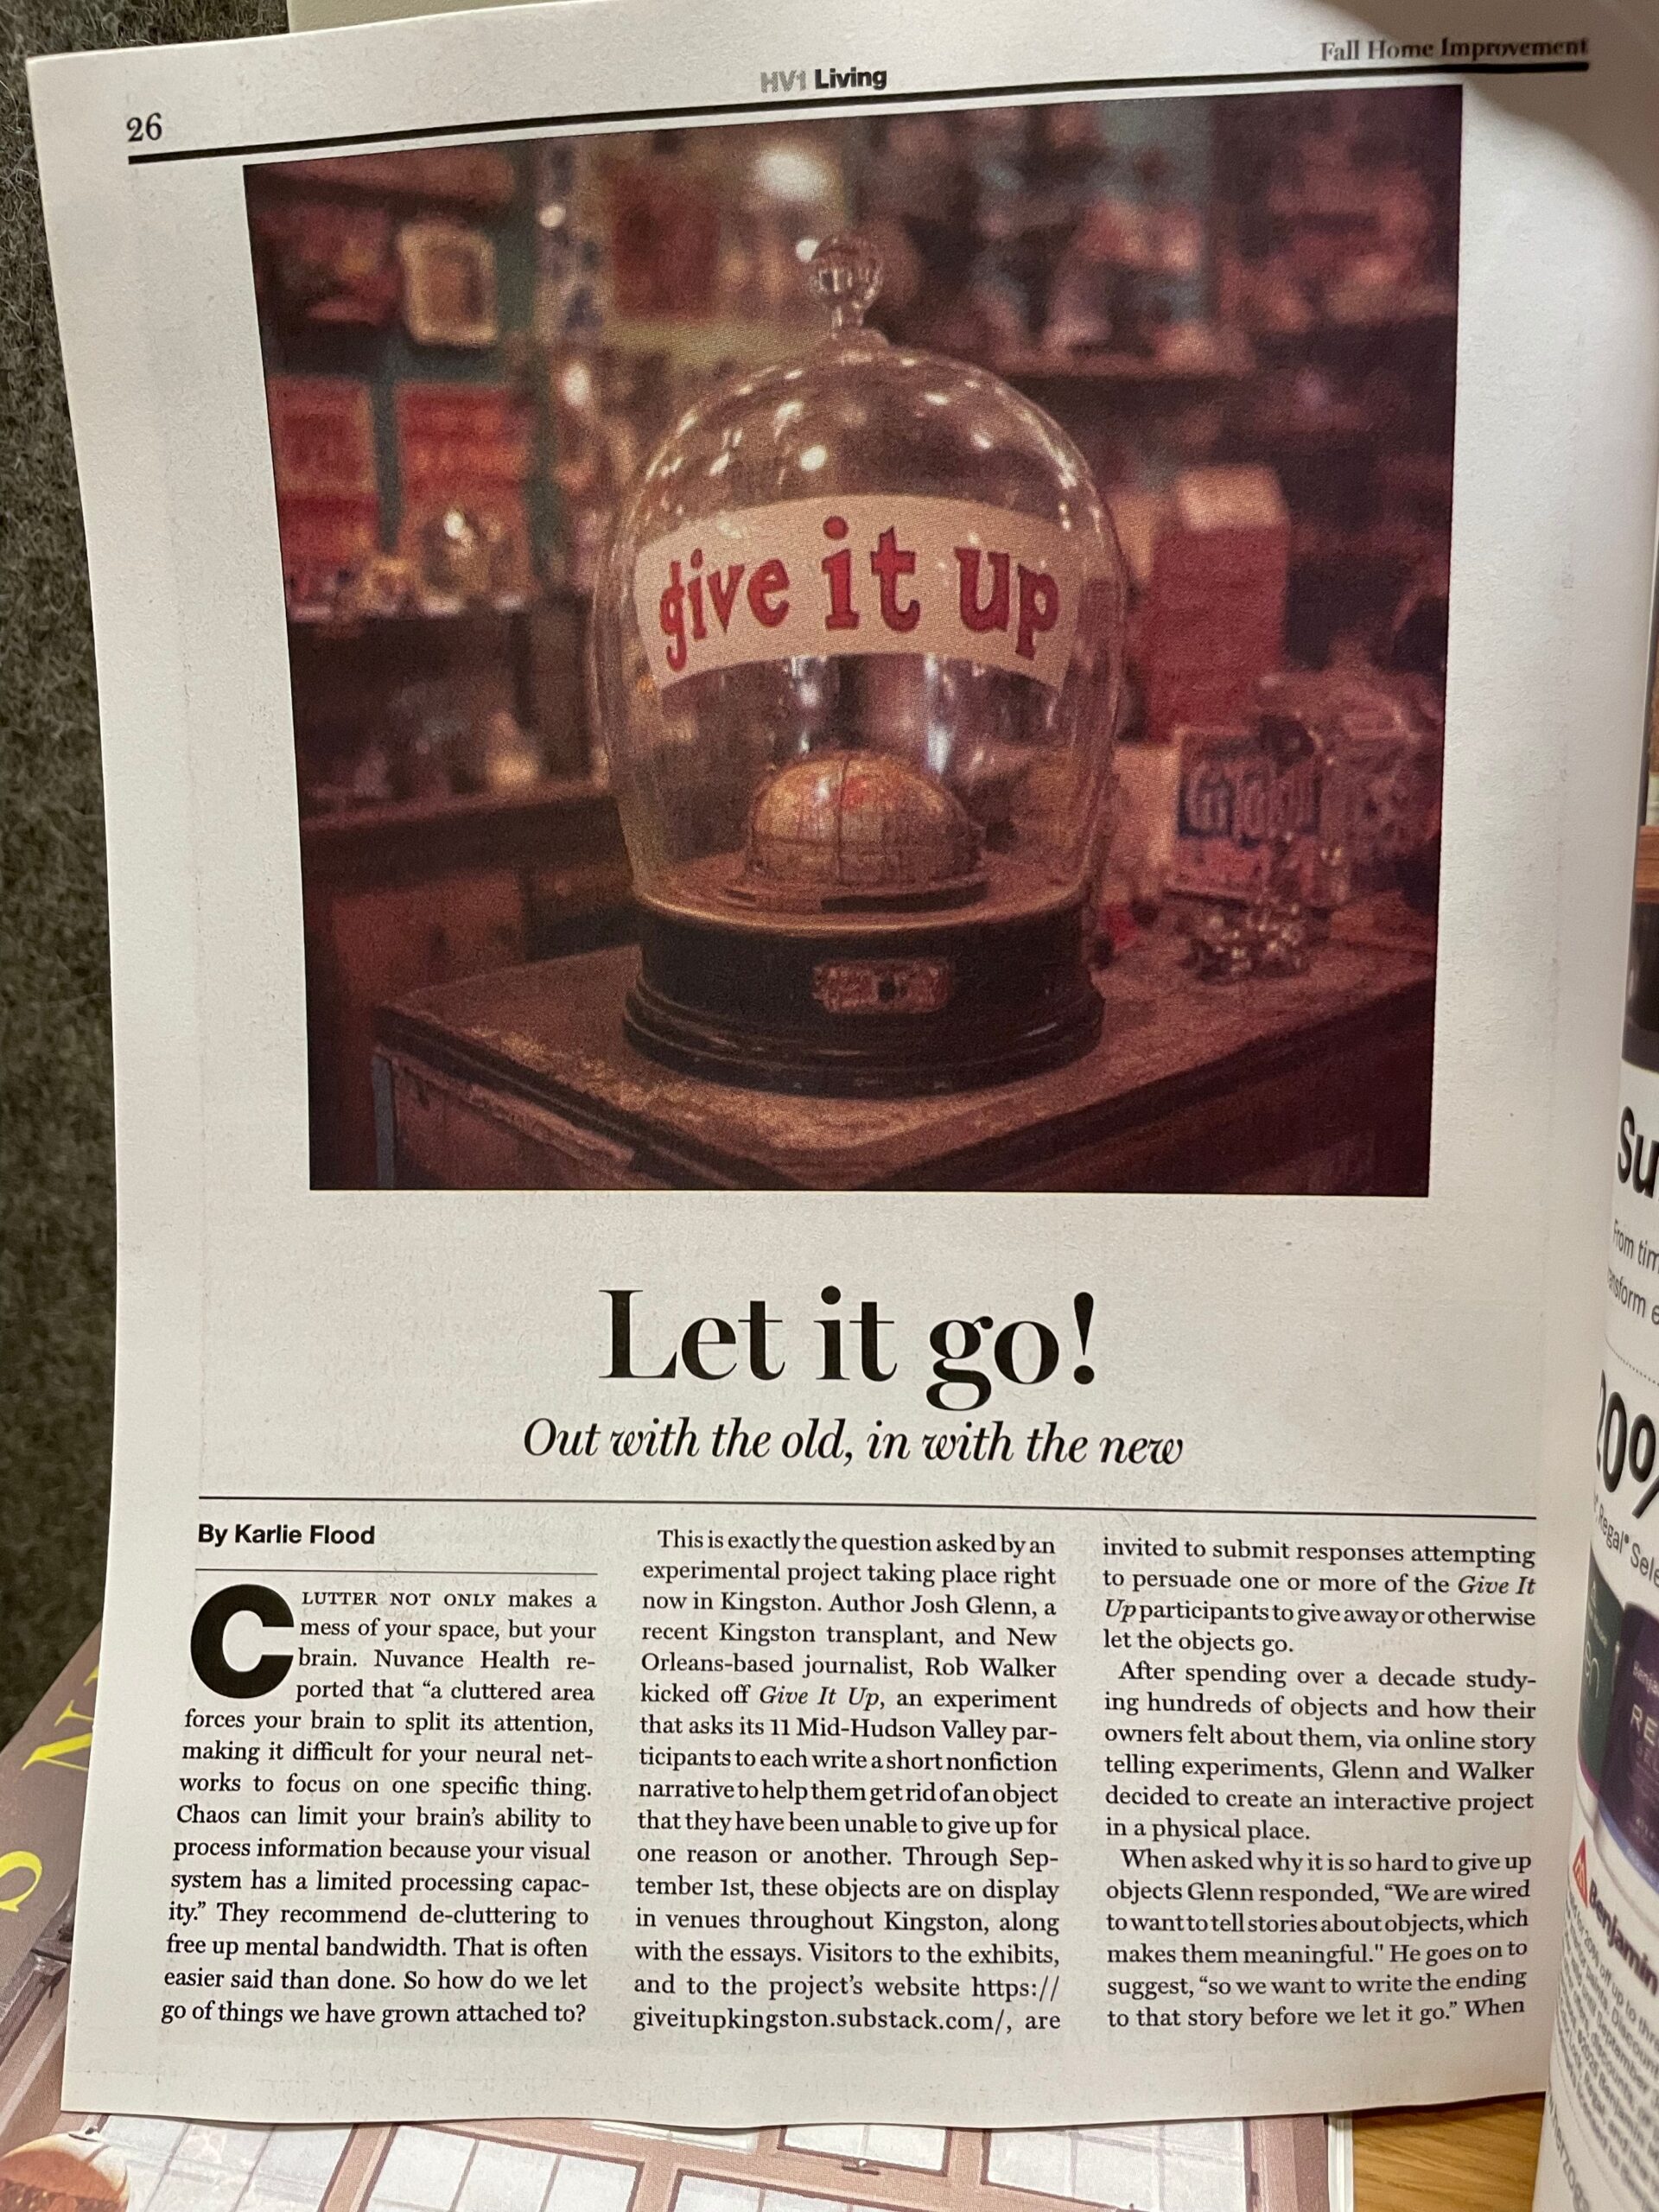 Fall Home Improvement
HV1 Living
26
give it up
Let it go!
Out with the old, in with the new
By Karlie Flood
CLUTTER NOT ONLY makes a
mess of your space, but your
brain. Nuvance Health re-
ported that “a cluttered area
forces your brain to split its attention,
making it difficult for your neural net-
works to focus on one specific thing.
Chaos can limit your brain’s ability to
process information because your visual
system has a limited processing capac-
ity.” They recommend de-cluttering to
free up mental bandwidth. That is often
easier said than done. So how do we let
go of things we have grown attached to?
This is exactly the question asked by an
experimental project taking place right
now in Kingston. Author Josh Glenn, a
recent Kingston transplant, and New
Orleans-based journalist, Rob Walker
kicked off Give It Up, an experiment
that asks its 11 Mid-Hudson Valley par-
ticipants to each write a short nonfiction
narrative to help them get rid of an object
that they have been unable to give up for
one reason or another. Through Sep-
tember 1st, these objects are on display
in venues throughout Kingston, along
with the essays. Visitors to the exhibits,
and to the project’s website https://
giveitupkingston.substack.com/, are
invited to submit responses attempting
to persuade one or more of the Give It
Up participants to give away or otherwise
let the objects go.
After spending over a decade study-
ing hundreds of objects and how their
owners felt about them, via online story
telling experiments, Glenn and Walker
decided to create an interactive project
in a physical place.
When asked why it is so hard to give up
objects Glenn responded, “We are wired
to want to tell stories about objects, which
makes them meaningful." He goes on to
suggest, “so we want to write the ending
to that story before we let it go.” When
Su
From tim
Regal® Sele
Benjamin